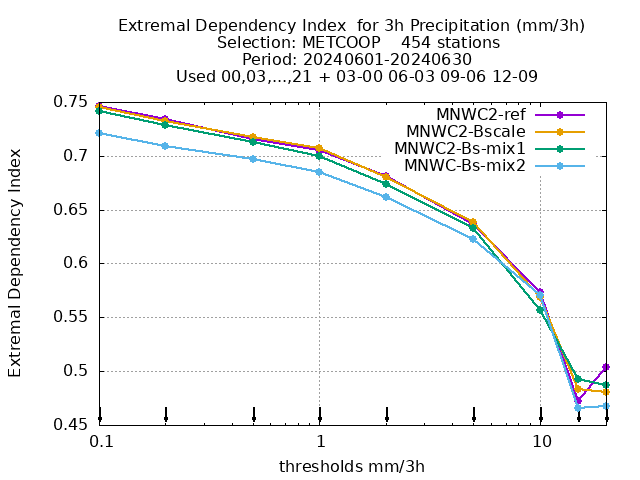 Extremal Dependency Index  for 3h Precipitation (mm/3h)
Selection: METCOOP    454 stations
Period: 20240601-20240630
Used 00,03,...,21 + 03-00 06-03 09-06 12-09
0.75
0.7
0.65
0.6
0.55
0.5
0.45
Extremal Dependency Index
MNWC2-ref
MNWC2-Bscale
MNWC2-Bs-mix1
MNWC-Bs-mix2
0.1 1 10
thresholds mm/3h